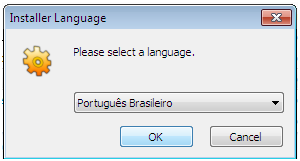 Installer Language
Please select a language.
Português Brasileiro
OK
Cancel